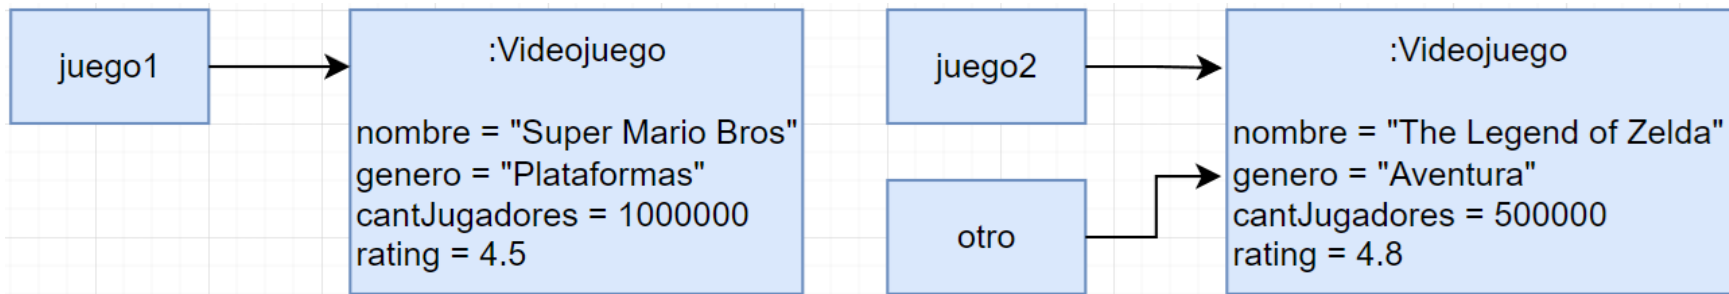 juego1
:Videojuego
nombre = "Super Mario Bros"
genero = "Plataformas"
cantJugadores = 1000000
rating = 4.5
juego2
otro
:Videojuego
nombre = "The Legend of Zelda"
genero = "Aventura"
cantJugadores = 500000
rating = 4.8